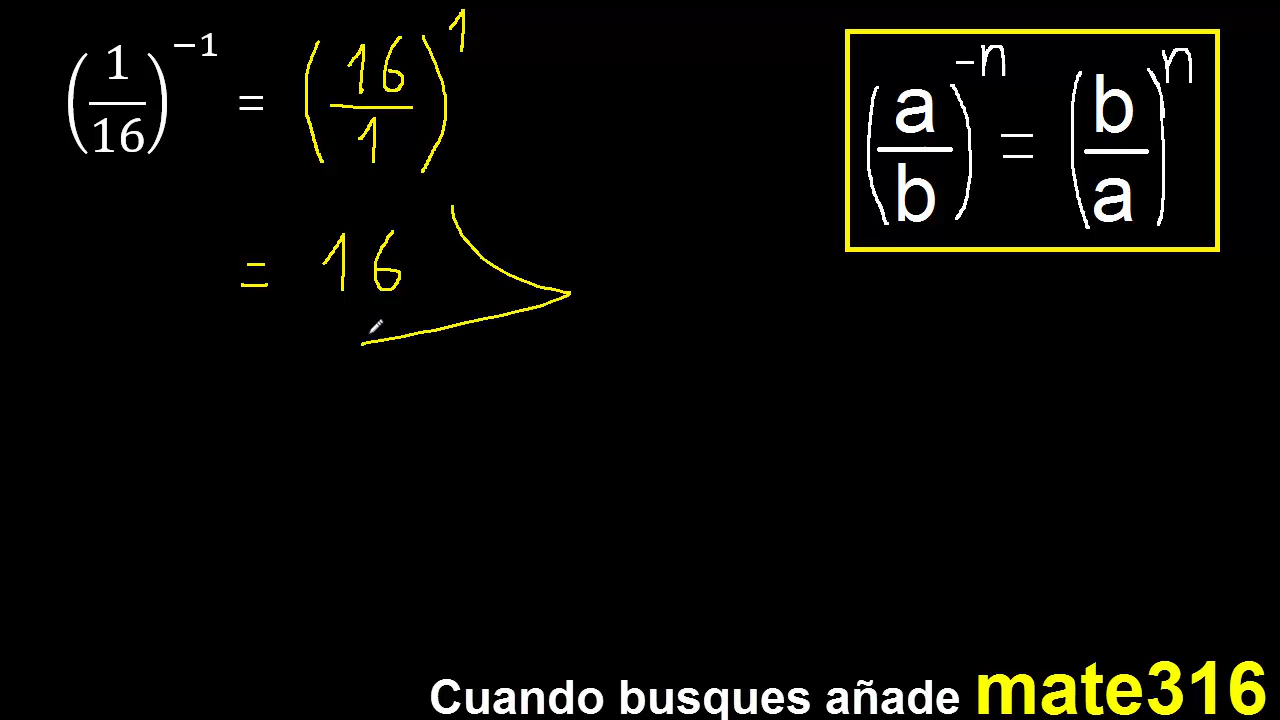 (1/16)^−1 = (16/1)^1
= 16
(a/b)^-n = (b/a)^n
Cuando busques añade mate316